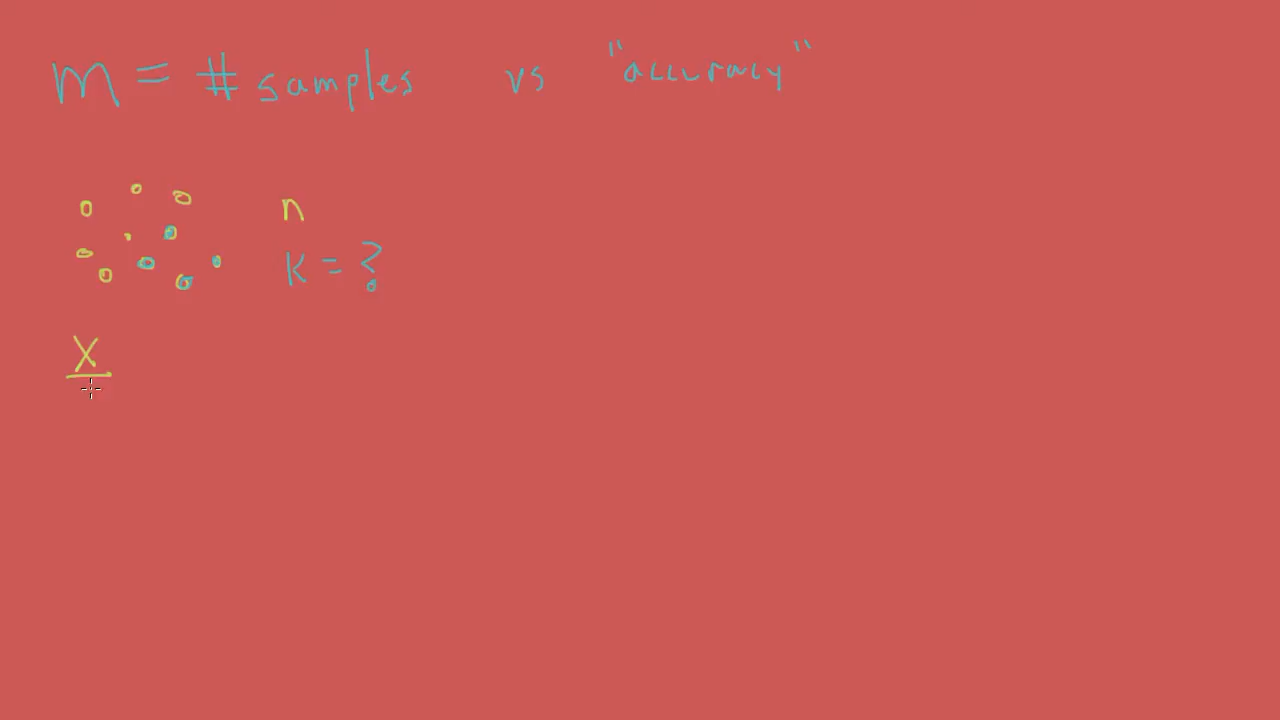 m = # samples vs "accuracy"
n
k = ?
X